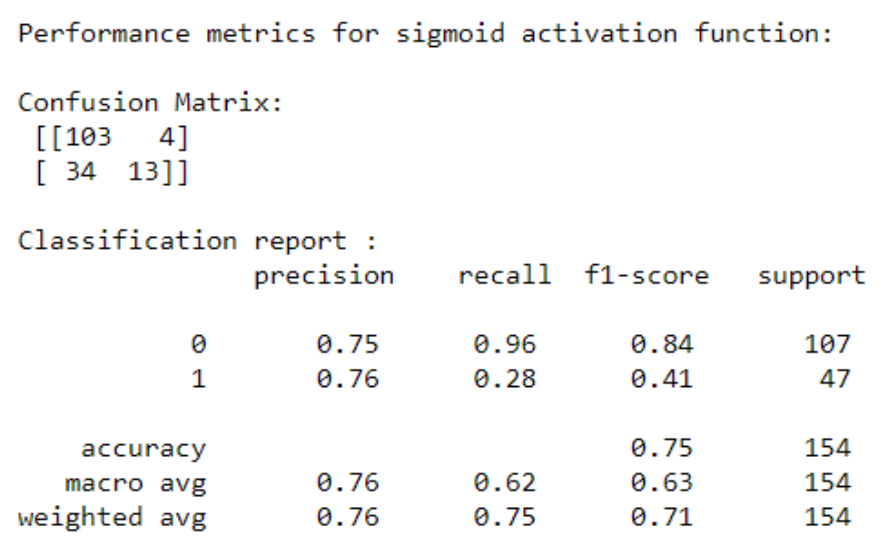 Performance metrics for sigmoid activation function:
Confusion Matrix:
[[103   4]
[ 34  13]]
Classification report :
precision recall f1-score support
0 0.75 0.96 0.84 107
1 0.76 0.28 0.41 47
accuracy 0.75 154
macro avg 0.76 0.62 0.63 154
weighted avg 0.76 0.75 0.71 154